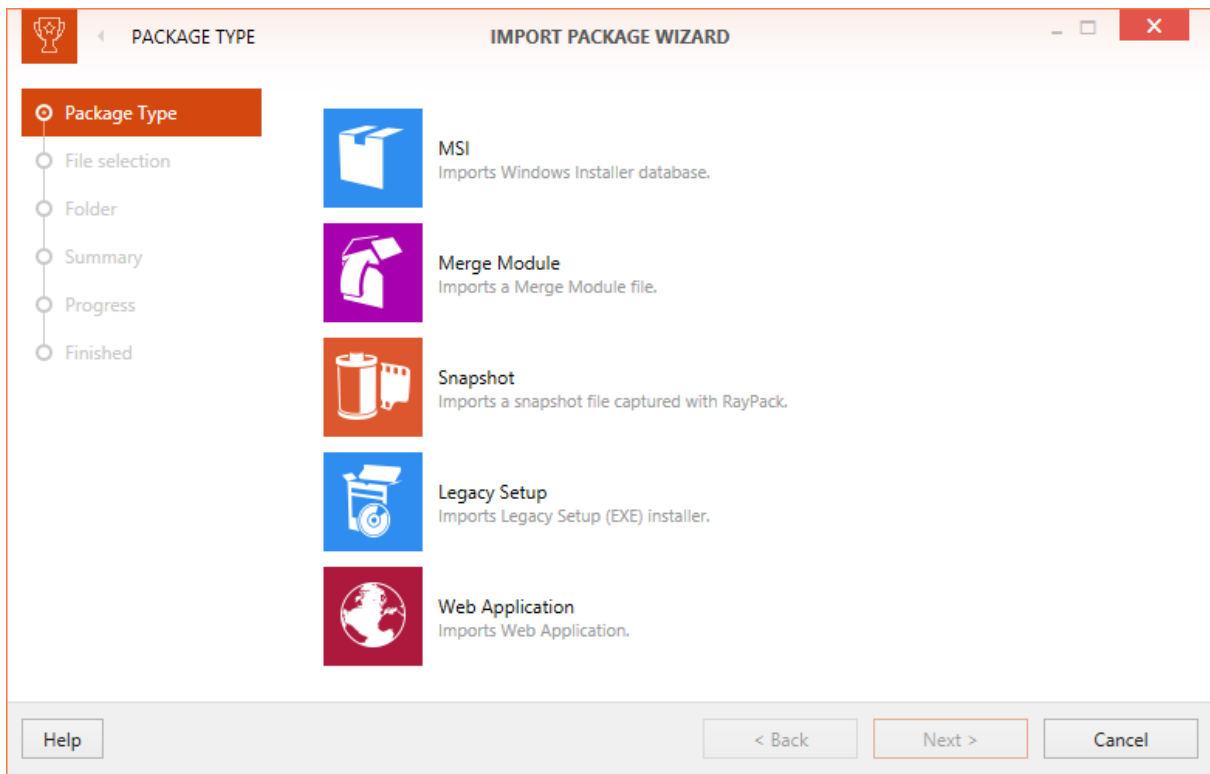 PACKAGE TYPE
IMPORT PACKAGE WIZARD
Package Type
File selection
Folder
Summary
Progress
Finished
MSI
Imports Windows Installer database.
Merge Module
Imports a Merge Module file.
Snapshot
Imports a snapshot file captured with RayPack.
Legacy Setup
Imports Legacy Setup (EXE) installer.
Web Application
Imports Web Application.
Help
< Back
Next >
Cancel